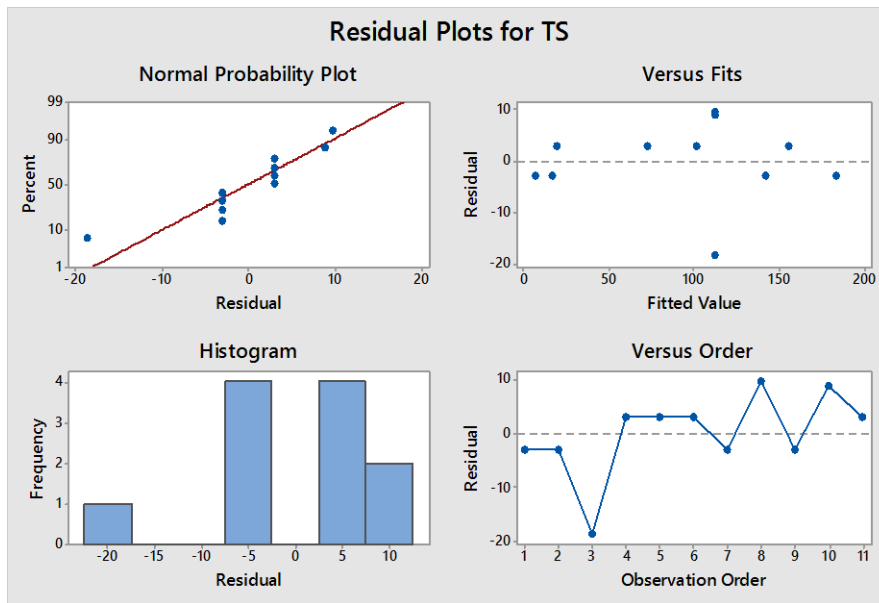 Residual Plots for TS
Normal Probability Plot
99
90
50
10
1
Percent
-20 -10 0 10 20
Residual
Versus Fits
10
0
-10
-20
Residual
0 50 100 150 200
Fitted Value
Histogram
4
3
2
1
0
Frequency
-20 -15 -10 -5 0 5 10
Residual
Versus Order
10
0
-10
-20
Residual
1 2 3 4 5 6 7 8 9 10 11
Observation Order